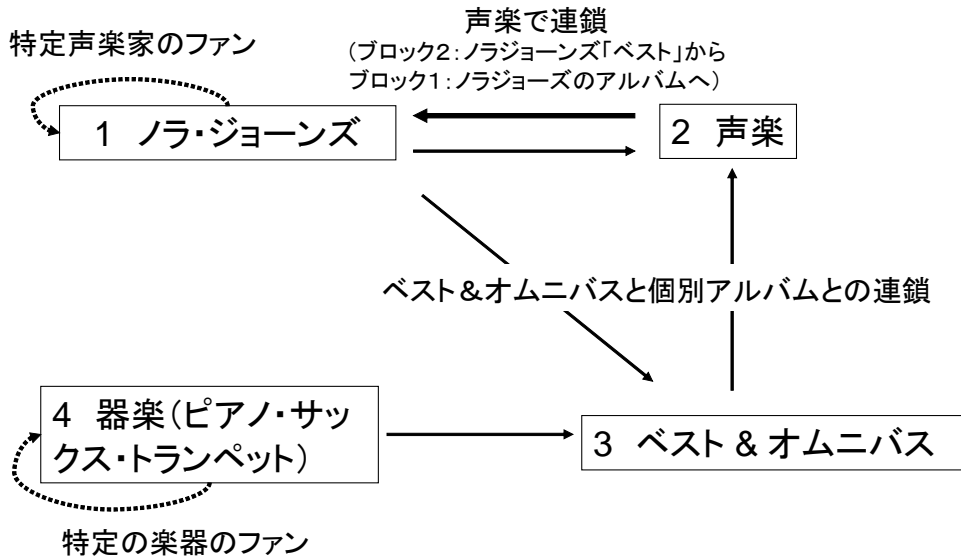 声楽で連鎖
(ブロック2:ノラジョーンズ「ベスト」から
ブロック1:ノラジョーズのアルバムへ)
特定声楽家のファン
1 ノラ・ジョーンズ
2 声楽
ベスト&オムニバスと個別アルバムとの連鎖
4 器楽(ピアノ・サッ
クス・トランペット)
3 ベスト & オムニバス
特定の楽器のファン